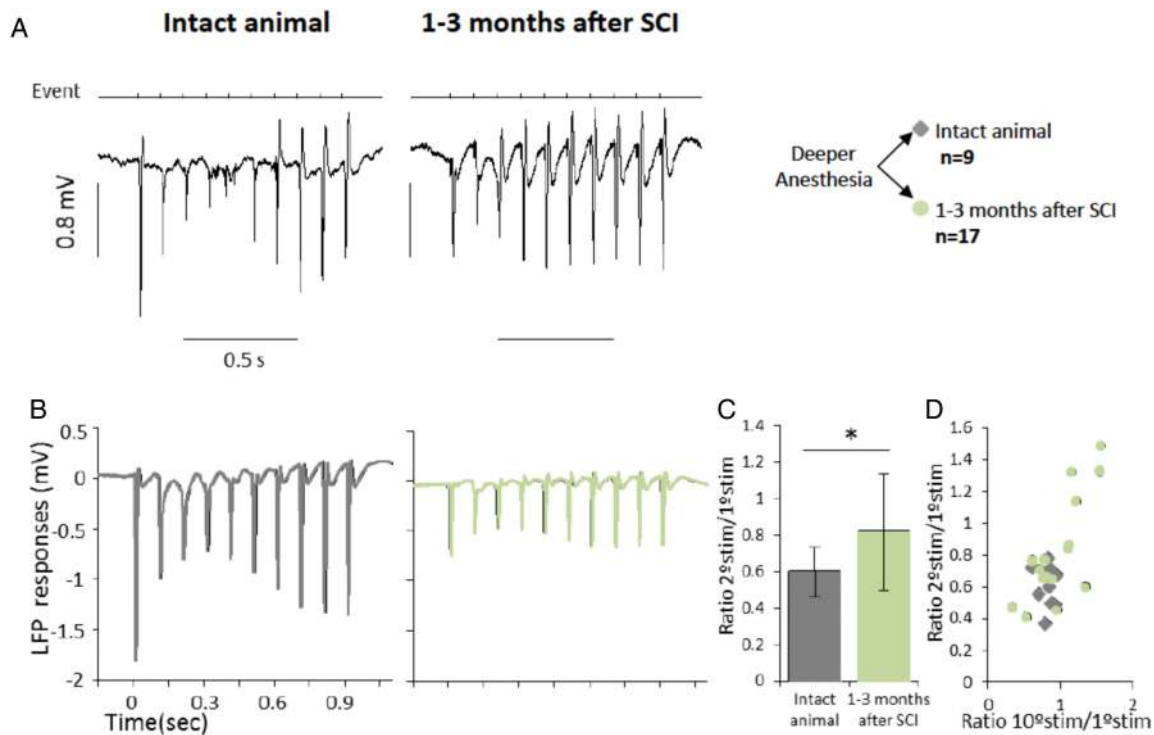 A
Intact animal
1-3 months after SCI
Event
0.8 mV
0.5 s
Deeper
Anesthesia
Intact animal
n=9
1-3 months after SCI
n=17
B
LFP responses (mV)
0.5
0
-0.5
-1
-1.5
-2
0
0.3
0.6
0.9
Time(sec)
C
Ratio 2ºstim/1ºstim
1.4
1.2
1
0.8
0.6
0.4
0.2
0
*
Intact
animal
1-3 months
after SCI
D
Ratio 2ºstim/1ºstim
1.6
1.4
1.2
1
0.8
0.6
0.4
0.2
0
0
1
2
Ratio 10ºstim/1ºstim